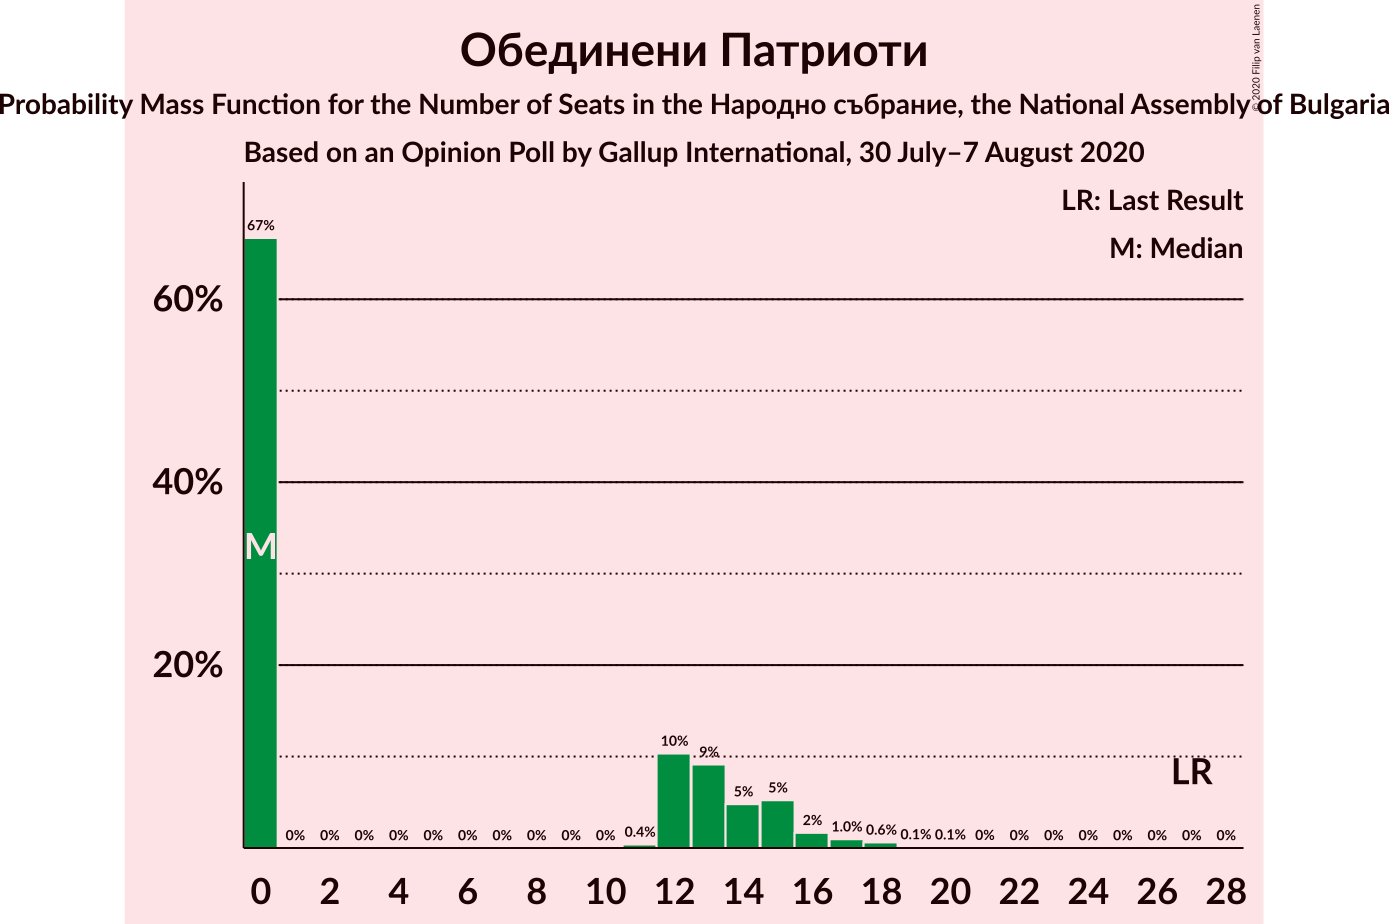 Обединени Патриоти
Probability Mass Function for the Number of Seats in the Народно събрание, the National Assembly of Bulgaria
Based on an Opinion Poll by Gallup International, 30 July–7 August 2020
© 2020 Filip van Laenen
LR: Last Result
M: Median
60%
40%
20%
67%
M
0% 0% 0% 0% 0% 0% 0% 0% 0% 0% 0.4% 10% 9% 5% 5% 2% 1.0% 0.6% 0.1% 0.1% 0% 0% 0% 0% 0% 0% 0% 0%
LR
0 2 4 6 8 10 12 14 16 18 20 22 24 26 28